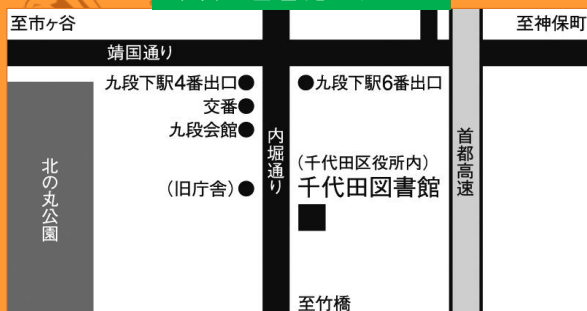 至市ヶ谷
至神保町
靖国通り
九段下駅4番出口●
●九段下駅6番出口
交番●
九段会館●
内堀通り
首都高速
北の丸公園
(千代田区役所内)
千代田図書館
(旧庁舎)●
至竹橋